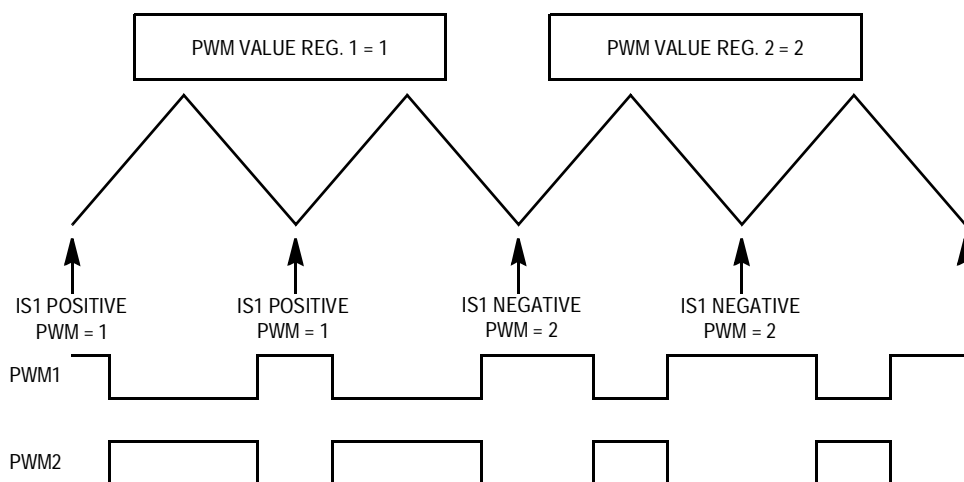 PWM VALUE REG. 1 = 1
PWM VALUE REG. 2 = 2
IS1 POSITIVE
PWM = 1
IS1 POSITIVE
PWM = 1
IS1 NEGATIVE
PWM = 2
IS1 NEGATIVE
PWM = 2
PWM1
PWM2